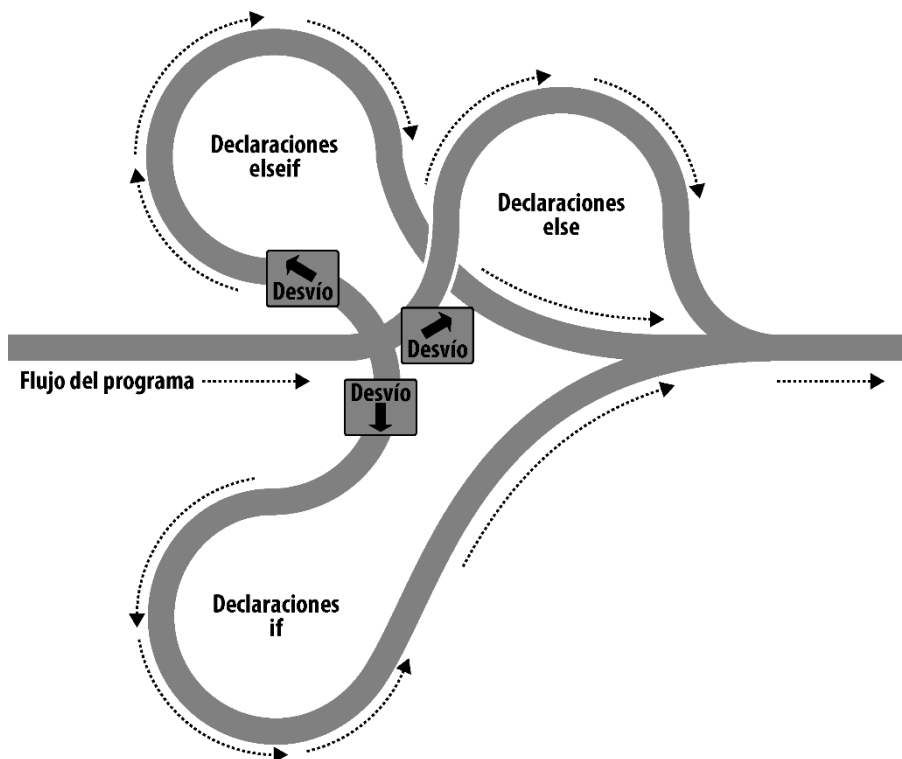 Declaraciones
elseif
Declaraciones
else
Desvío
Desvío
Flujo del programa
Desvío
Declaraciones
if